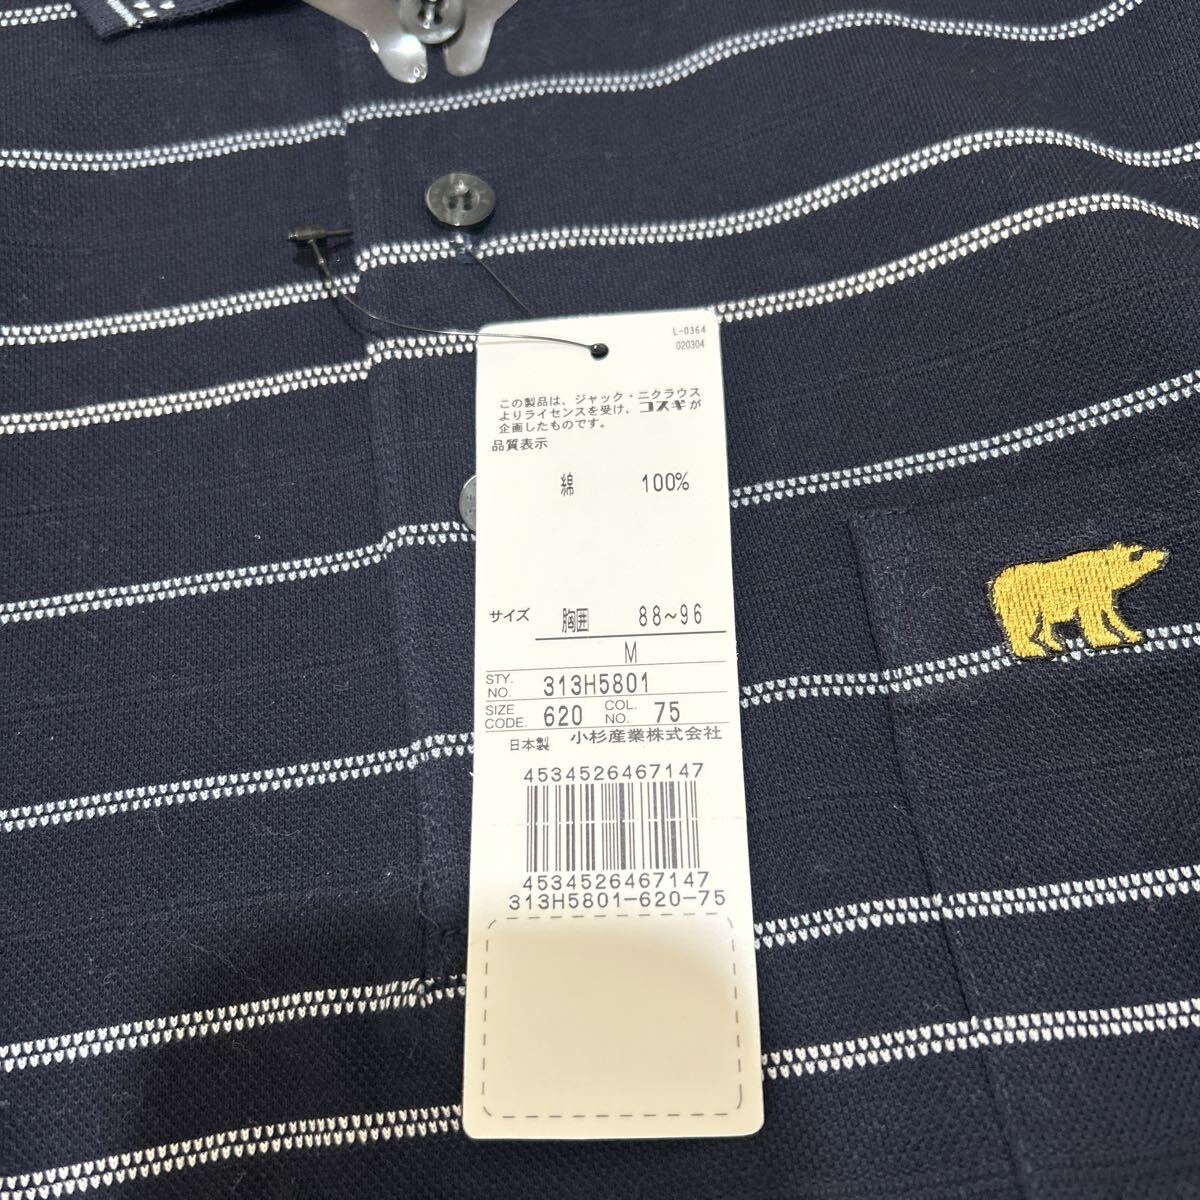 L-0364
020304
この製品は、ジャック・ニクラウス
よりライセンスを受け、コスギが
企画したものです。
品質表示
綿 100%
サイズ 胸囲 88~96
M
STY. NO. 313H5801
SIZE CODE. 620 COL. NO. 75
日本製 小杉産業株式会社
4534526467147
4534526467147
313H5801-620-75